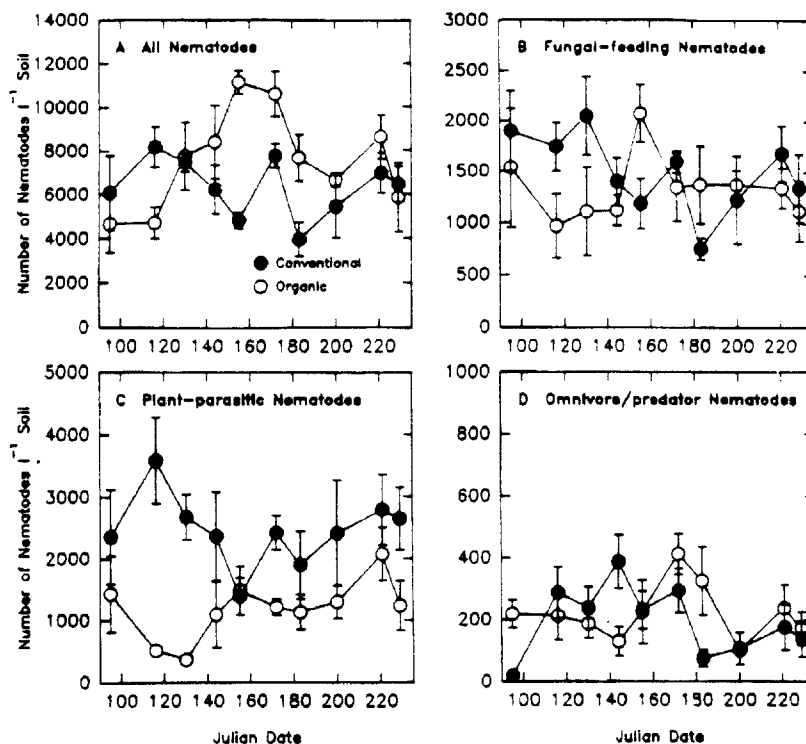 A All Nematodes
14000
12000
10000
8000
6000
4000
2000
0
Number of Nematodes l⁻¹ Soil
Conventional
Organic
100 120 140 160 180 200 220
B Fungal-feeding Nematodes
3000
2500
2000
1500
1000
500
0
100 120 140 160 180 200 220
C Plant-parasitic Nematodes
5000
4000
3000
2000
1000
0
Number of Nematodes l⁻¹ Soil
100 120 140 160 180 200 220
Julian Date
D Omnivore/predator Nematodes
1000
800
600
400
200
0
100 120 140 160 180 200 220
Julian Date